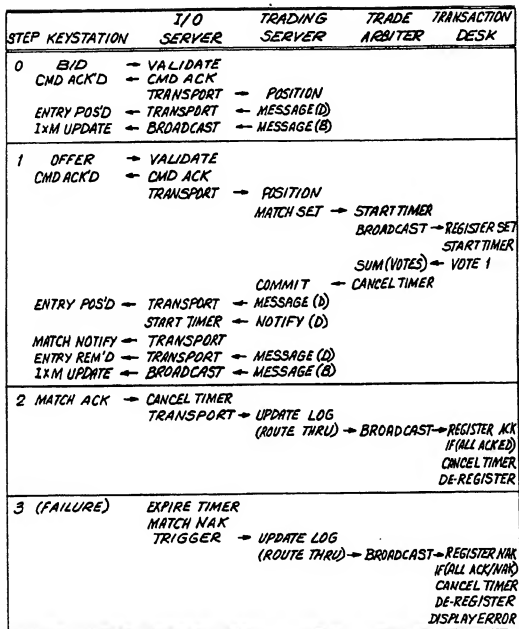 I/O TRADING TRADE TRANSACTION
STEP KEYSTATION SERVER SERVER ARBITER DESK
0 BID → VALIDATE
CMD ACK'D ← CMD ACK
TRANSPORT → POSITION
ENTRY POS'D ← TRANSPORT ← MESSAGE(D)
IxM UPDATE ← BROADCAST ← MESSAGE(B)
1 OFFER → VALIDATE
CMD ACK'D ← CMD ACK
TRANSPORT → POSITION
MATCH SET → START TIMER
BROADCAST → REGISTER SET
START TIMER
SUM(VOTES) ← VOTE 1
COMMIT ← CANCEL TIMER
ENTRY POS'D ← TRANSPORT ← MESSAGE(D)
START TIMER ← NOTIFY (D)
MATCH NOTIFY ← TRANSPORT
ENTRY REM'D ← TRANSPORT ← MESSAGE(D)
IXM UPDATE ← BROADCAST ← MESSAGE(B)
2 MATCH ACK → CANCEL TIMER
TRANSPORT → UPDATE LOG
(ROUTE THRU) → BROADCAST → REGISTER ACK
IF(ALL ACKED)
CANCEL TIMER
DE-REGISTER
3 (FAILURE) EXPIRE TIMER
MATCH NAK
TRIGGER → UPDATE LOG
(ROUTE THRU) → BROADCAST → REGISTER NAK
IF(ALL ACK/NAK)
CANCEL TIMER
DE-REGISTER
DISPLAY ERROR